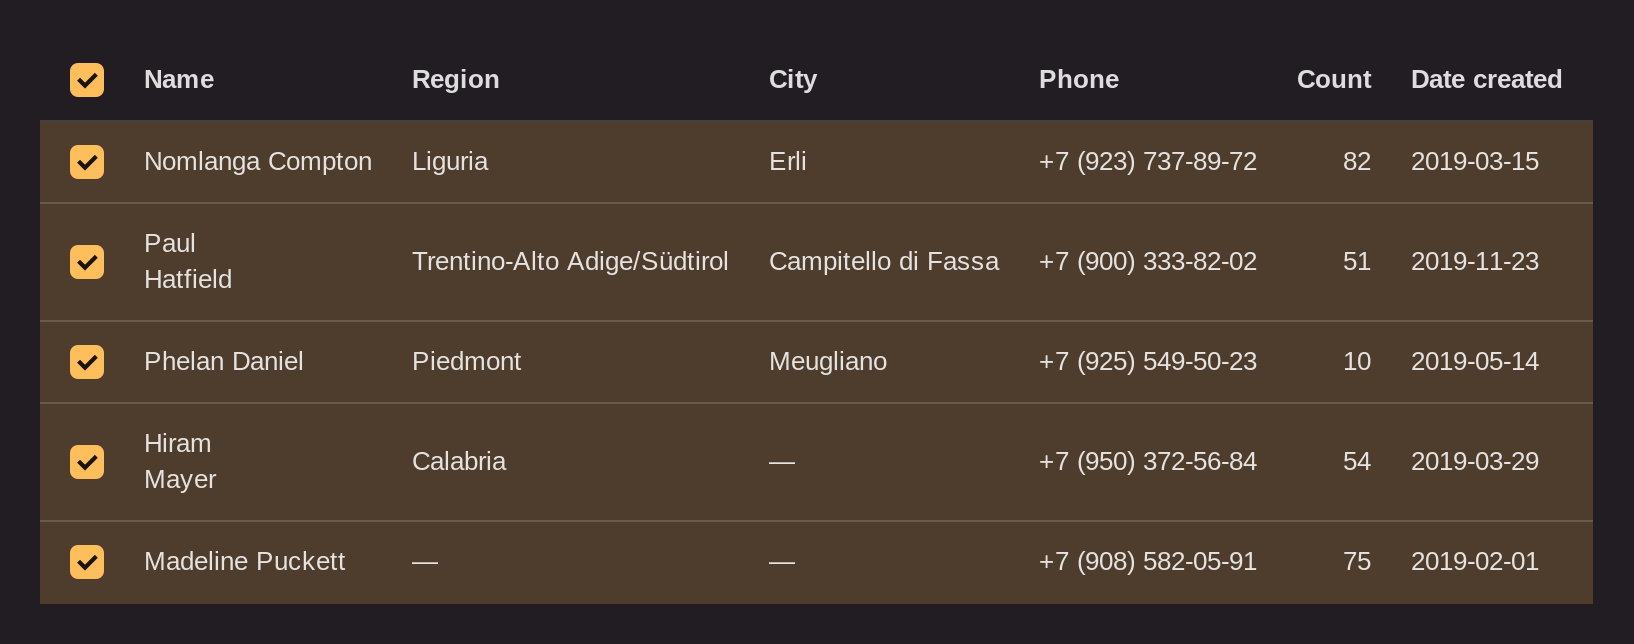 Name Region City Phone Count Date created
Nomlanga Compton Liguria Erli +7 (923) 737-89-72 82 2019-03-15
Paul
Hatfield Trentino-Alto Adige/Südtirol Campitello di Fassa +7 (900) 333-82-02 51 2019-11-23
Phelan Daniel Piedmont Meugliano +7 (925) 549-50-23 10 2019-05-14
Hiram
Mayer Calabria — +7 (950) 372-56-84 54 2019-03-29
Madeline Puckett — — +7 (908) 582-05-91 75 2019-02-01